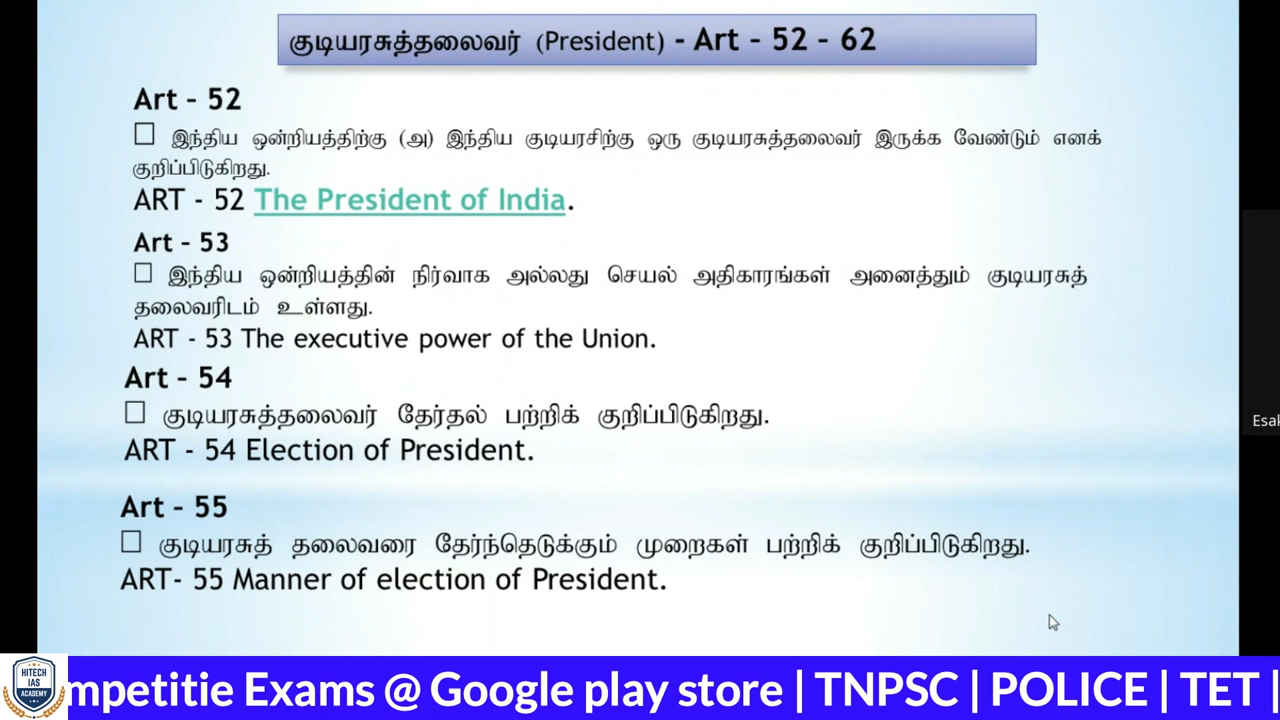 குடியரசுத்தலைவர் (President) - Art – 52 – 62
Art – 52
☐ இந்திய ஒன்றியத்திற்கு (அ) இந்திய குடியரசிற்கு ஒரு குடியரசுத்தலைவர் இருக்க வேண்டும் எனக்
குறிப்பிடுகிறது.
ART - 52 The President of India.
Art – 53
☐ இந்திய ஒன்றியத்தின் நிர்வாக அல்லது செயல் அதிகாரங்கள் அனைத்தும் குடியரசுத்
தலைவரிடம் உள்ளது.
ART - 53 The executive power of the Union.
Art – 54
☐ குடியரசுத்தலைவர் தேர்தல் பற்றிக் குறிப்பிடுகிறது.
ART - 54 Election of President.
Esak
Art – 55
☐ குடியரசுத் தலைவரை தேர்ந்தெடுக்கும் முறைகள் பற்றிக் குறிப்பிடுகிறது.
ART- 55 Manner of election of President.
HITECH
IAS
ACADEMY
mpetitie Exams @ Google play store | TNPSC | POLICE | TET |